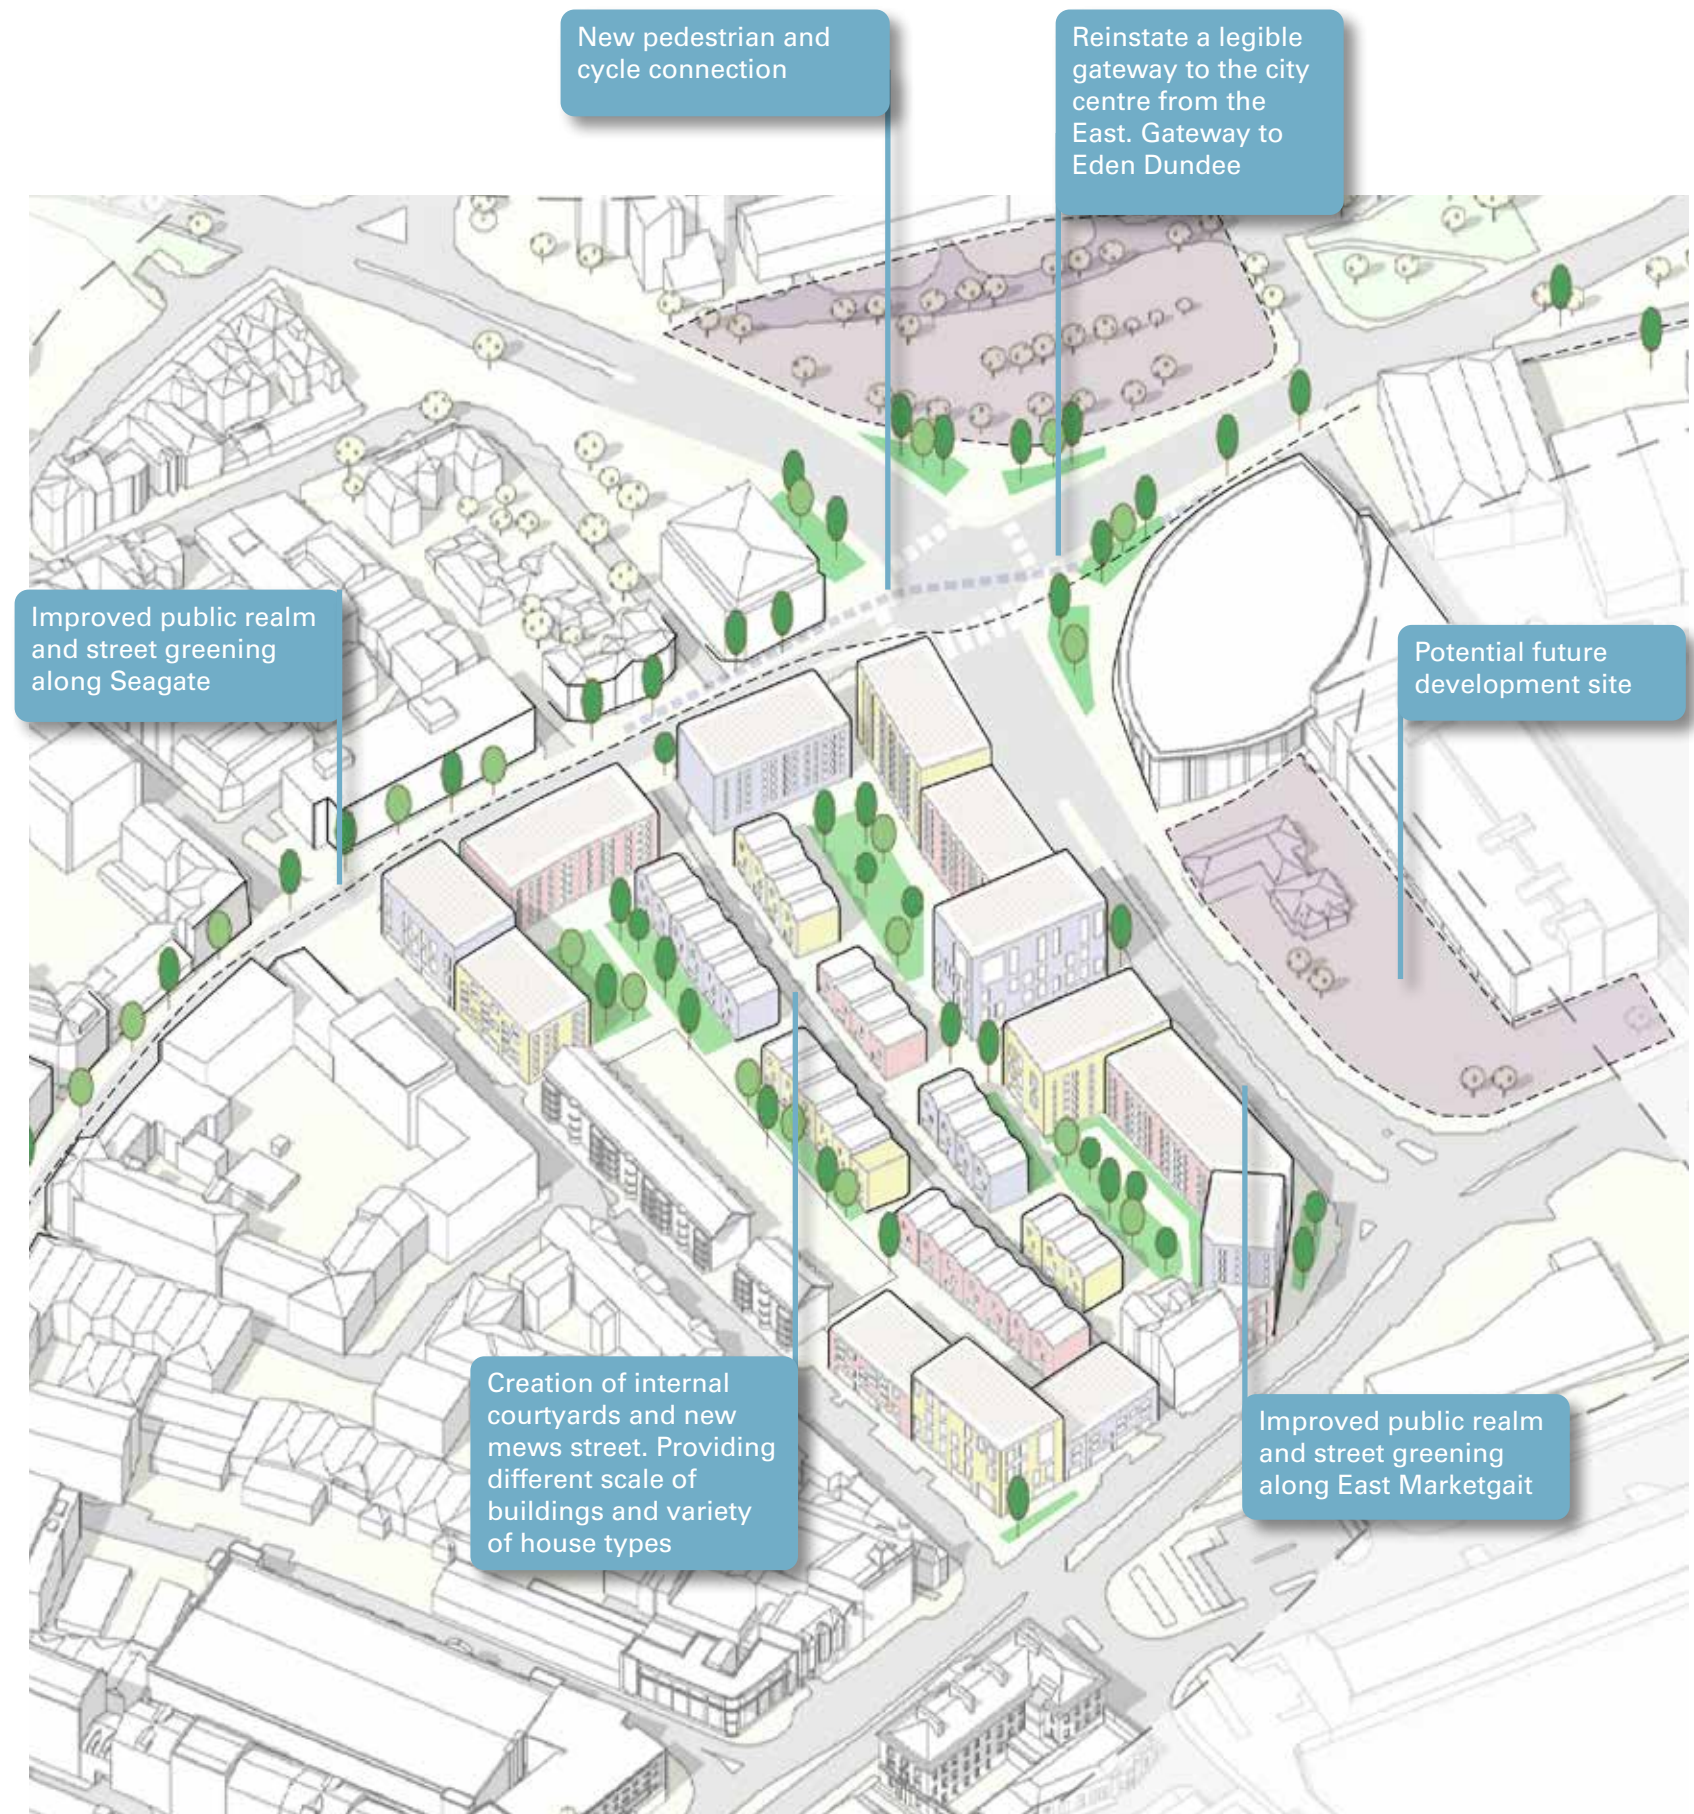 New pedestrian and
cycle connection
Reinstate a legible
gateway to the city
centre from the
East. Gateway to
Eden Dundee
Improved public realm
and street greening
along Seagate
Potential future
development site
Creation of internal
courtyards and new
mews street. Providing
different scale of
buildings and variety
of house types
Improved public realm
and street greening
along East Marketgait